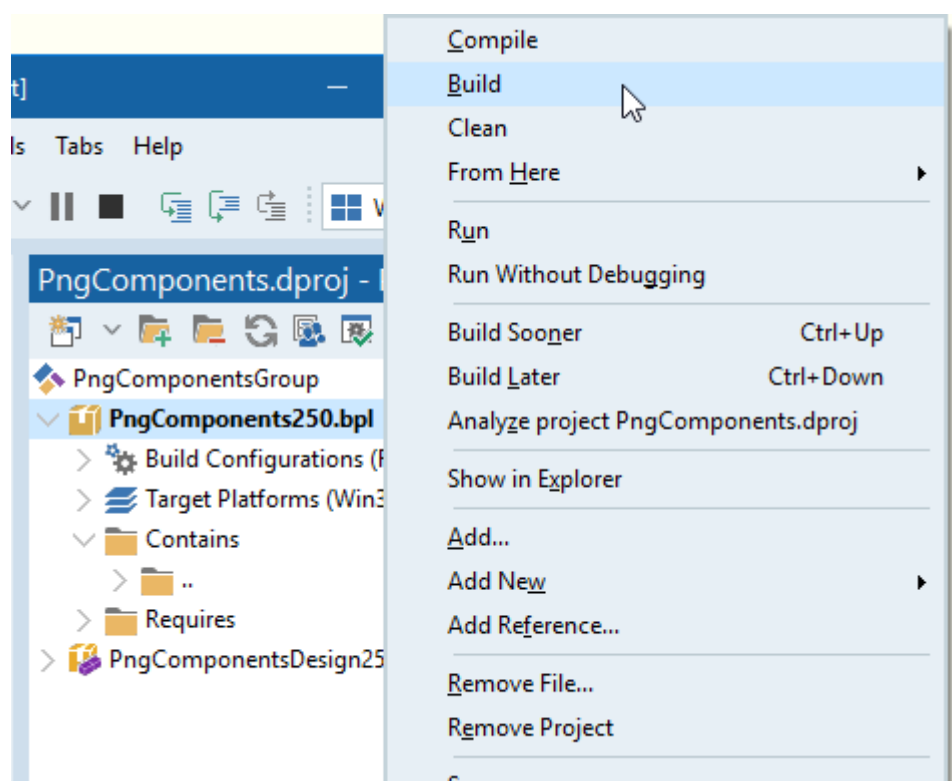 t]
ls Tabs Help
PngComponents.dproj -
PngComponentsGroup
PngComponents250.bpl
Build Configurations (
Target Platforms (Win3
Contains
..
Requires
PngComponentsDesign25
Compile
Build
Clean
From Here
Run
Run Without Debugging
Build Sooner Ctrl+Up
Build Later Ctrl+Down
Analyze project PngComponents.dproj
Show in Explorer
Add...
Add New
Add Reference...
Remove File...
Remove Project